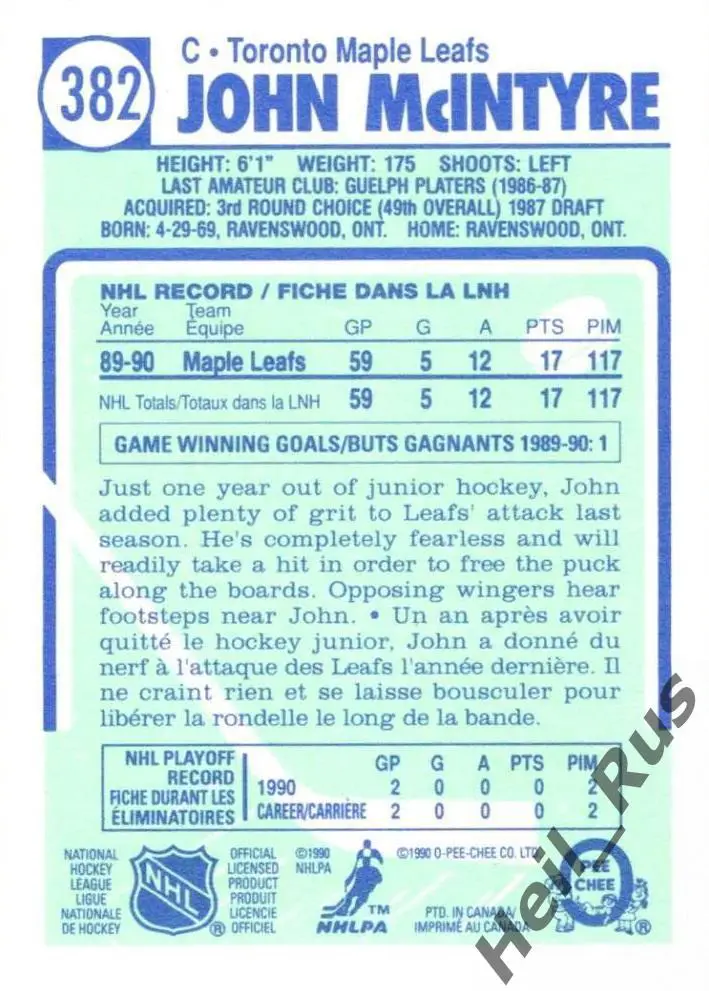 382
C • Toronto Maple Leafs
JOHN McINTYRE
HEIGHT: 6'1" WEIGHT: 175 SHOOTS: LEFT
LAST AMATEUR CLUB: GUELPH PLATERS (1986-87)
ACQUIRED: 3rd ROUND CHOICE (49th OVERALL) 1987 DRAFT
BORN: 4-29-69, RAVENSWOOD, ONT. HOME: RAVENSWOOD, ONT.
NHL RECORD / FICHE DANS LA LNH
Year Team
Année Équipe GP G A PTS PIM
89-90 Maple Leafs 59 5 12 17 117
NHL Totals/Totaux dans la LNH 59 5 12 17 117
GAME WINNING GOALS/BUTS GAGNANTS 1989-90: 1
Just one year out of junior hockey, John
added plenty of grit to Leafs' attack last
season. He's completely fearless and will
readily take a hit in order to free the puck
along the boards. Opposing wingers hear
footsteps near John. • Un an après avoir
quitté le hockey junior, John a donné du
nerf à l'attaque des Leafs l'année dernière. Il
ne craint rien et se laisse bousculer pour
libérer la rondelle le long de la bande.
NHL PLAYOFF
RECORD
FICHE DURANT LES
ÉLIMINATOIRES
GP G A PTS PIM
1990 2 0 0 0 2
CAREER/CARRIÈRE 2 0 0 0 2
NATIONAL
HOCKEY
LEAGUE
LIGUE
NATIONALE
DE HOCKEY
NHL
®
OFFICIAL
LICENSED
PRODUCT
PRODUIT
LICENCIE
OFFICIEL
©1990
NHLPA
TM
NHLPA
©1990 O-PEE-CHEE CO. LTD.
PTD. IN CANADA/
IMPRIMÉ AU CANADA
O
PEE
CHEE
®
Heil_Rus